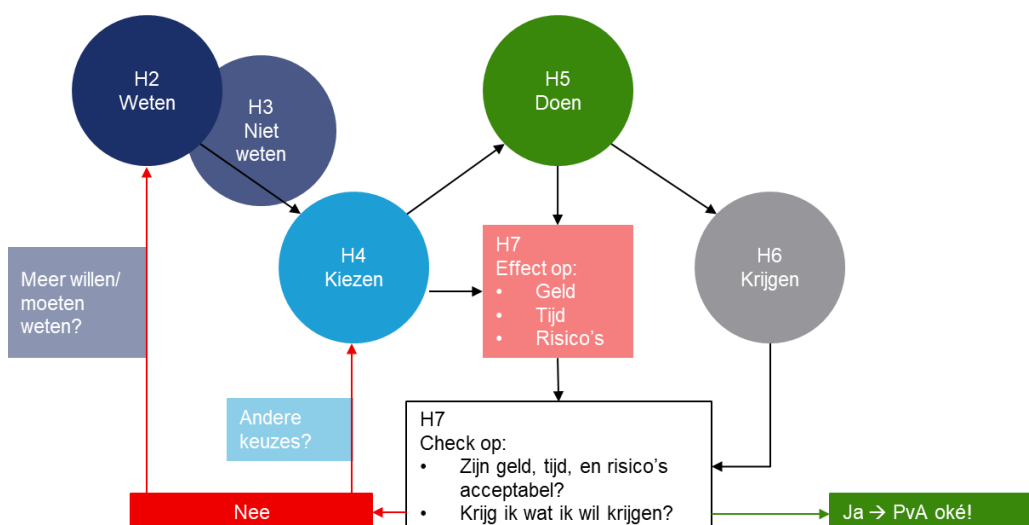 H2
Weten
H3
Niet
weten
H5
Doen
H4
Kiezen
H7
Effect op:
• Geld
• Tijd
• Risico's
H6
Krijgen
Meer willen/
moeten
weten?
Andere
keuzes?
H7
Check op:
• Zijn geld, tijd, en risico's
acceptabel?
• Krijg ik wat ik wil krijgen?
Nee
Ja → PvA oké!